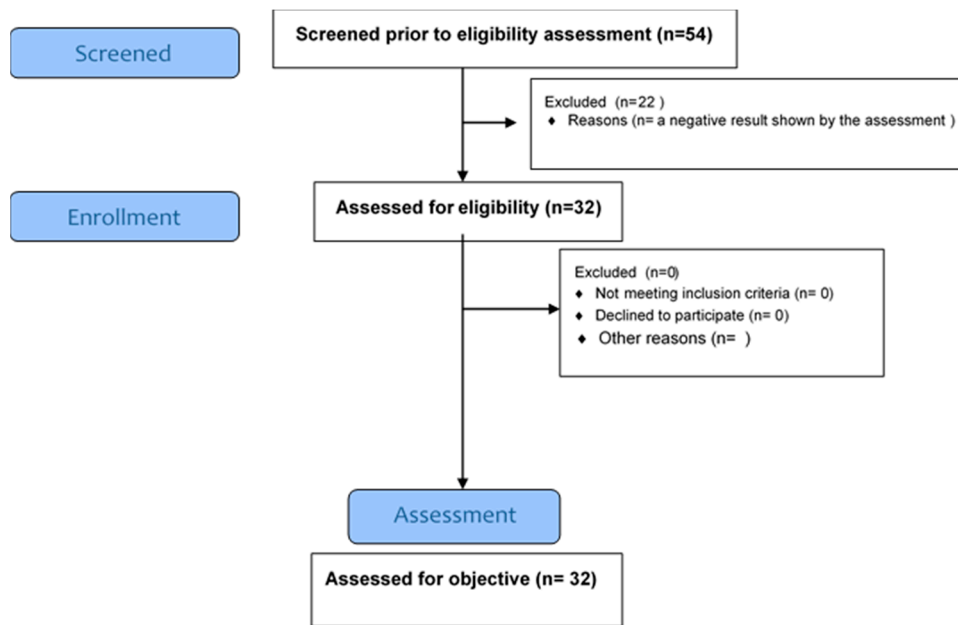 Screened
Screened prior to eligibility assessment (n=54)
Excluded (n=22 )
♦ Reasons (n= a negative result shown by the assessment )
Enrollment
Assessed for eligibility (n=32)
Excluded (n=0)
♦ Not meeting inclusion criteria (n= 0)
♦ Declined to participate (n= 0)
♦ Other reasons (n= )
Assessment
Assessed for objective (n= 32)